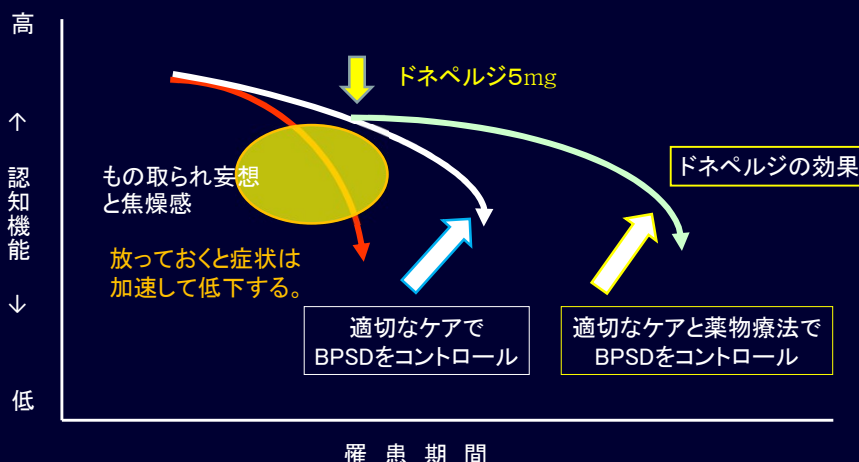 高
↑
認知機能
↓
低
ドネペルジ5mg
もの取られ妄想
と焦燥感
ドネペルジの効果
放っておくと症状は
加速して低下する。
適切なケアで
BPSDをコントロール
適切なケアと薬物療法で
BPSDをコントロール
罹 患 期 間